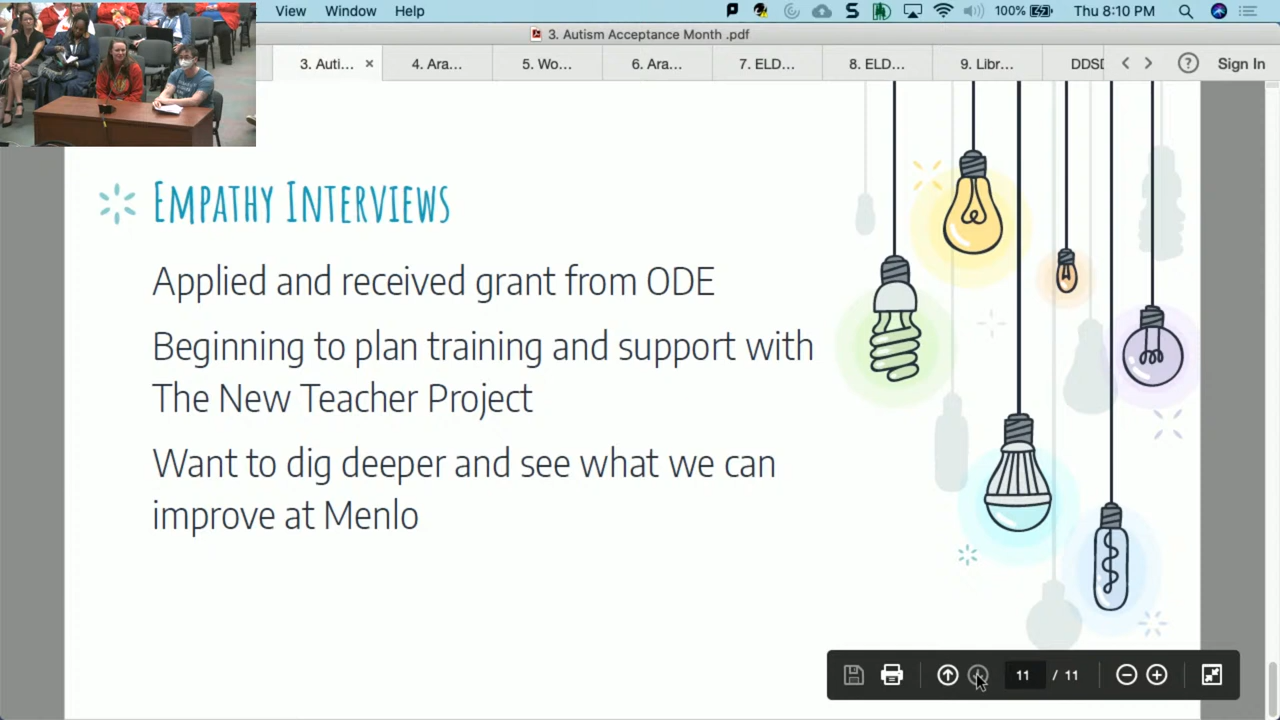 View Window Help 100% Thu 8:10 PM
3. Autism Acceptance Month .pdf
3. Auti... × 4. Ara... 5. Wo... 6. Ara... 7. ELD... 8. ELD... 9. Libr... DDSD ? Sign In
Empathy Interviews
Applied and received grant from ODE
Beginning to plan training and support with
The New Teacher Project
Want to dig deeper and see what we can
improve at Menlo
11 / 11